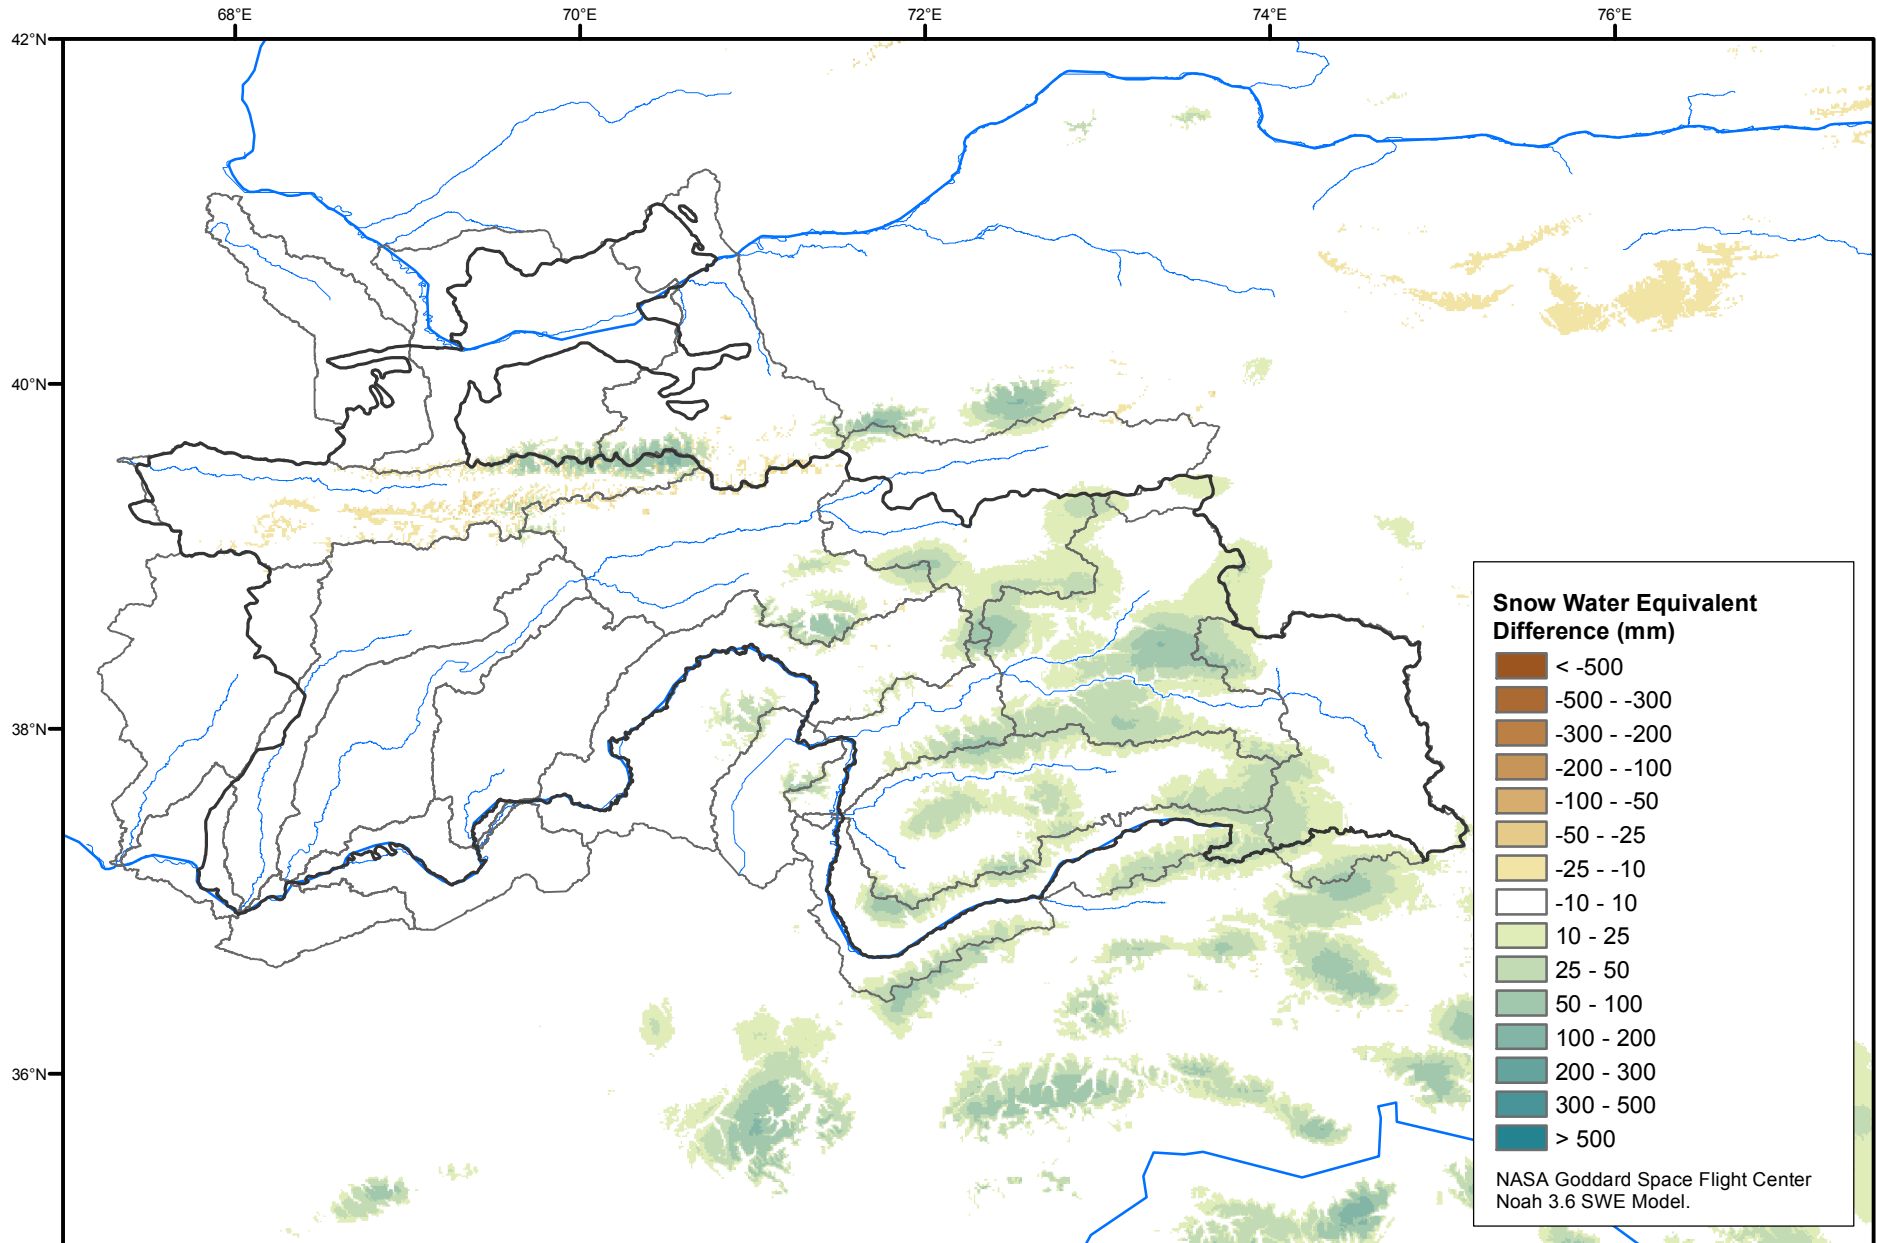 68°E
70°E
72°E
74°E
76°E
42°N
40°N
38°N
36°N
Snow Water Equivalent
Difference (mm)
< -500
-500 - -300
-300 - -200
-200 - -100
-100 - -50
-50 - -25
-25 - -10
-10 - 10
10 - 25
25 - 50
50 - 100
100 - 200
200 - 300
300 - 500
> 500
NASA Goddard Space Flight Center
Noah 3.6 SWE Model.